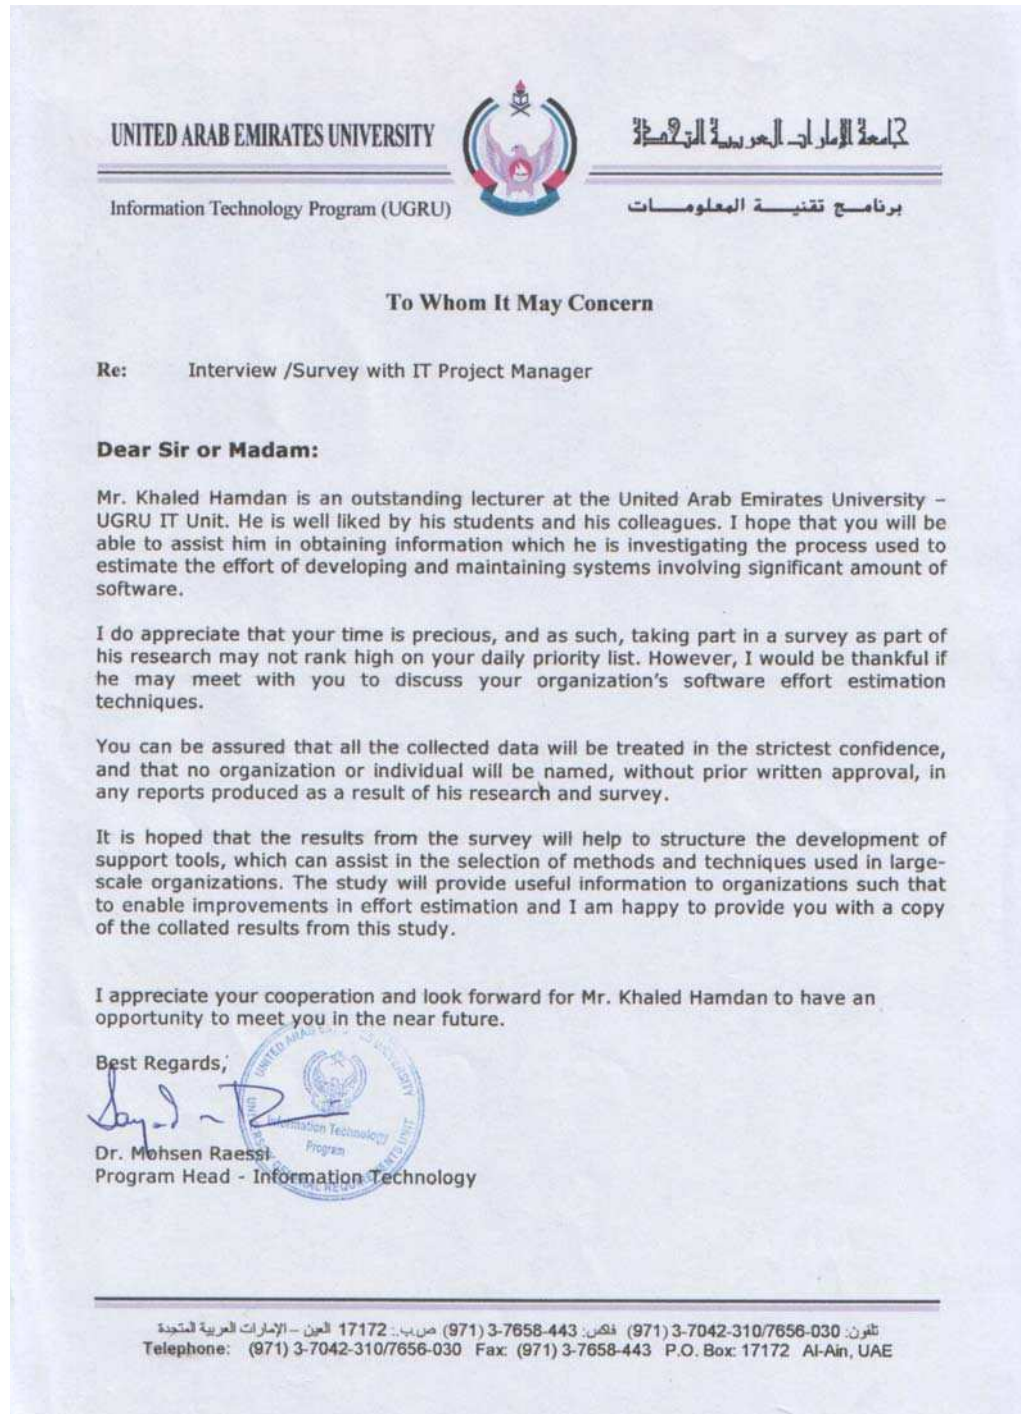 UNITED ARAB EMIRATES UNIVERSITY
جامعة الإمارات العربية المتحدة
Information Technology Program (UGRU)
برنامـــج تقنيـــــة المعلومـــــات
To Whom It May Concern
Re: Interview /Survey with IT Project Manager
Dear Sir or Madam:
Mr. Khaled Hamdan is an outstanding lecturer at the United Arab Emirates University –
UGRU IT Unit. He is well liked by his students and his colleagues. I hope that you will be
able to assist him in obtaining information which he is investigating the process used to
estimate the effort of developing and maintaining systems involving significant amount of
software.
I do appreciate that your time is precious, and as such, taking part in a survey as part of
his research may not rank high on your daily priority list. However, I would be thankful if
he may meet with you to discuss your organization's software effort estimation
techniques.
You can be assured that all the collected data will be treated in the strictest confidence,
and that no organization or individual will be named, without prior written approval, in
any reports produced as a result of his research and survey.
It is hoped that the results from the survey will help to structure the development of
support tools, which can assist in the selection of methods and techniques used in large-
scale organizations. The study will provide useful information to organizations such that
to enable improvements in effort estimation and I am happy to provide you with a copy
of the collated results from this study.
I appreciate your cooperation and look forward for Mr. Khaled Hamdan to have an
opportunity to meet you in the near future.
Best Regards,
UNITED ARAB UNIVERSITY
Information Technology
Program
REQUIREMENTS UNIT
Dr. Mohsen Raessi
Program Head - Information Technology
تلفون: 030-7656/310-7042-3 (971) فاكس: 443-7658-3 (971) ص.ب.: 17172 العين – الإمارات العربية المتحدة
Telephone: (971) 3-7042-310/7656-030 Fax: (971) 3-7658-443 P.O. Box: 17172 Al-Ain, UAE